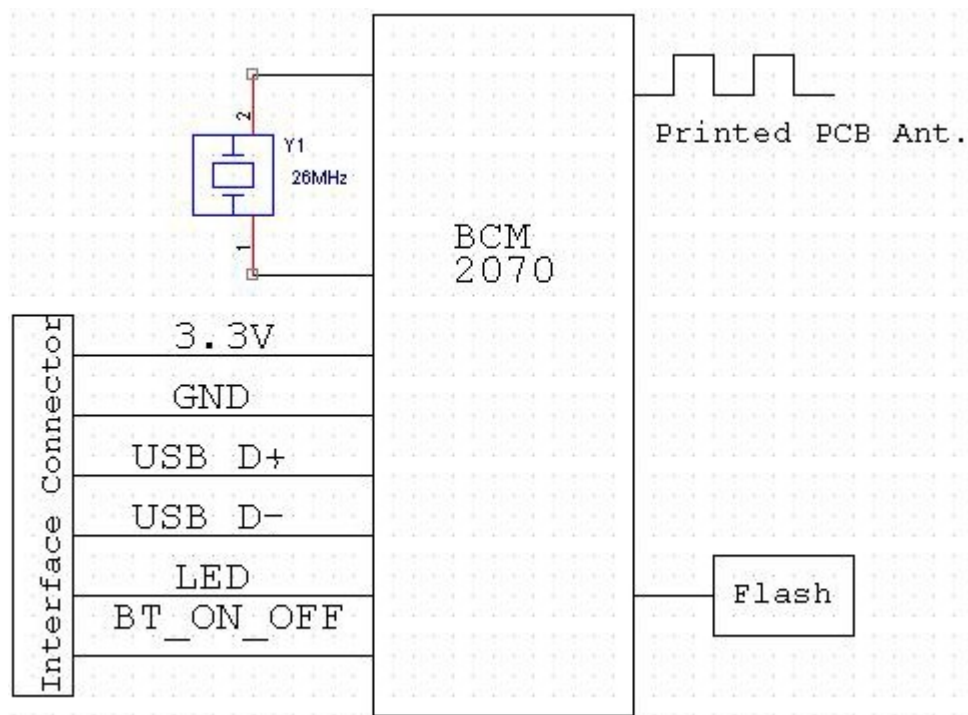 2
Y1
26MHz
1
Printed PCB Ant.
BCM
2070
Interface Connector
3.3V
GND
USB D+
USB D-
LED
BT_ON_OFF
Flash